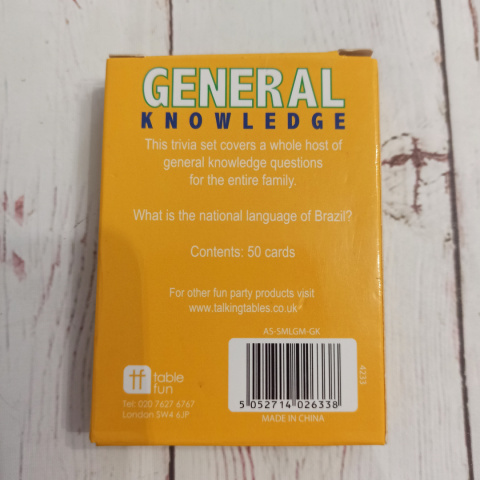 GENERAL
KNOWLEDGE
This trivia set covers a whole host of
general knowledge questions
for the entire family.
What is the national language of Brazil?
Contents: 50 cards
For other fun party products visit
www.talkingtables.co.uk
AS-SMLGM-GK
4233
5 052714 026338
MADE IN CHINA
tf
fable
fun
Tel: 020 7627 6767
London SW4 6JP